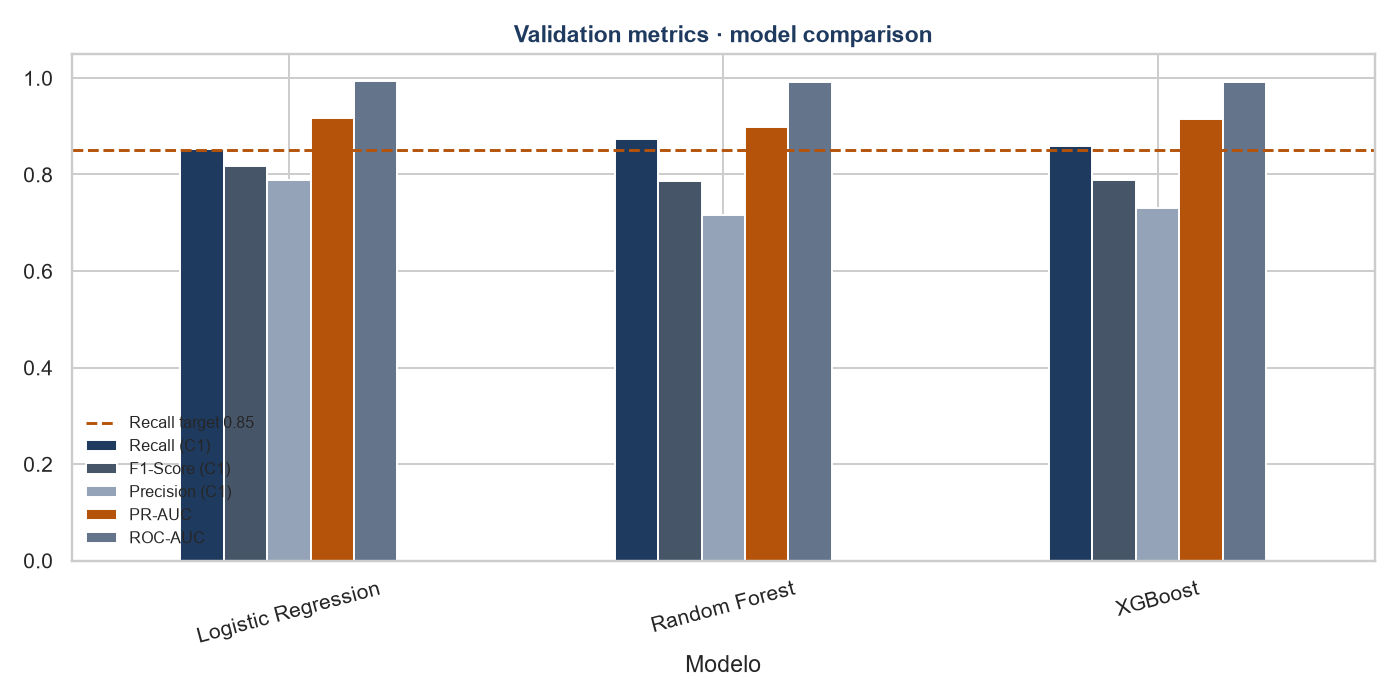 Validation metrics · model comparison
1.0
0.8
0.6
0.4
0.2
0.0
Recall target 0.85
Recall (C1)
F1-Score (C1)
Precision (C1)
PR-AUC
ROC-AUC
Logistic Regression
Random Forest
XGBoost
Modelo